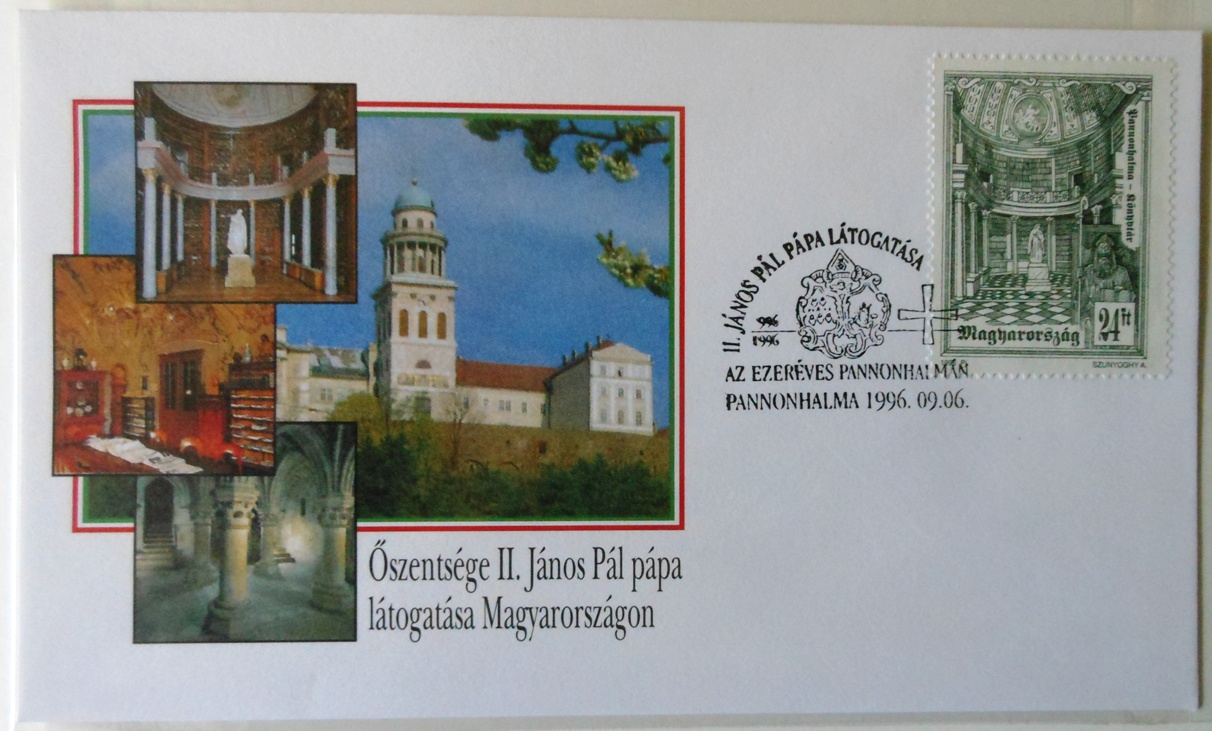 Őszentsége II. János Pál pápa
látogatása Magyarországon
II. JÁNOS PÁL PÁPA LÁTOGATÁSA
996
1996
AZ EZERÉVES PANNONHALMÁN
PANNONHALMA 1996. 09.06.
Pannonhalma – Könyvtár
Magyarország
24 Ft
SZUNYOGHY A.